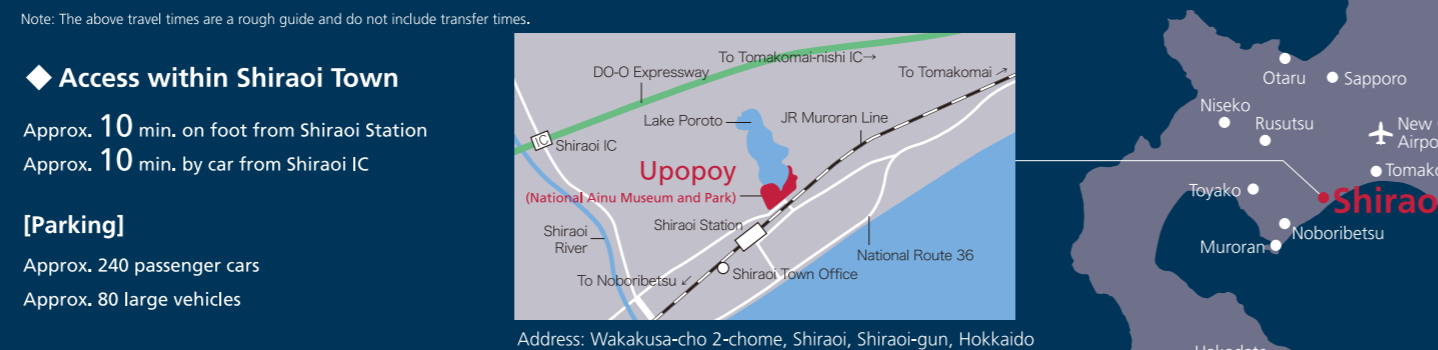 Note: The above travel times are a rough guide and do not include transfer times.
◆ Access within Shiraoi Town
Approx. 10 min. on foot from Shiraoi Station
Approx. 10 min. by car from Shiraoi IC
[Parking]
Approx. 240 passenger cars
Approx. 80 large vehicles
To Tomakomai-nishi IC→
DO-O Expressway
To Tomakomai ↗
Lake Poroto
JR Muroran Line
IC
Shiraoi IC
Upopoy
(National Ainu Museum and Park)
Shiraoi Station
Shiraoi
River
National Route 36
To Noboribetsu ↙
Shiraoi Town Office
Address: Wakakusa-cho 2-chome, Shiraoi, Shiraoi-gun, Hokkaido
Otaru
Sapporo
Niseko
Rusutsu
New
Airpo
Tomako
Toyako
Shirao
Noboribetsu
Muroran